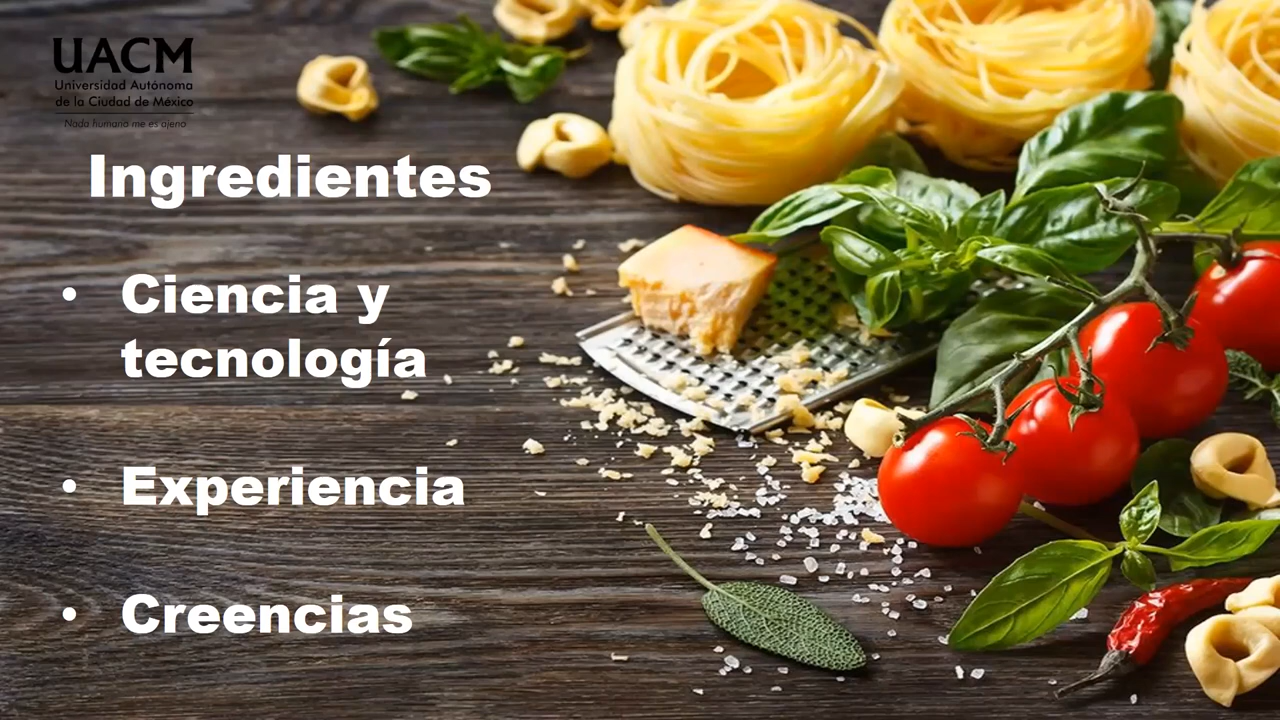 UACM
Universidad Autónoma
de la Ciudad de México
Nada humano me es ajeno
Ingredientes
• Ciencia y
tecnología
• Experiencia
• Creencias